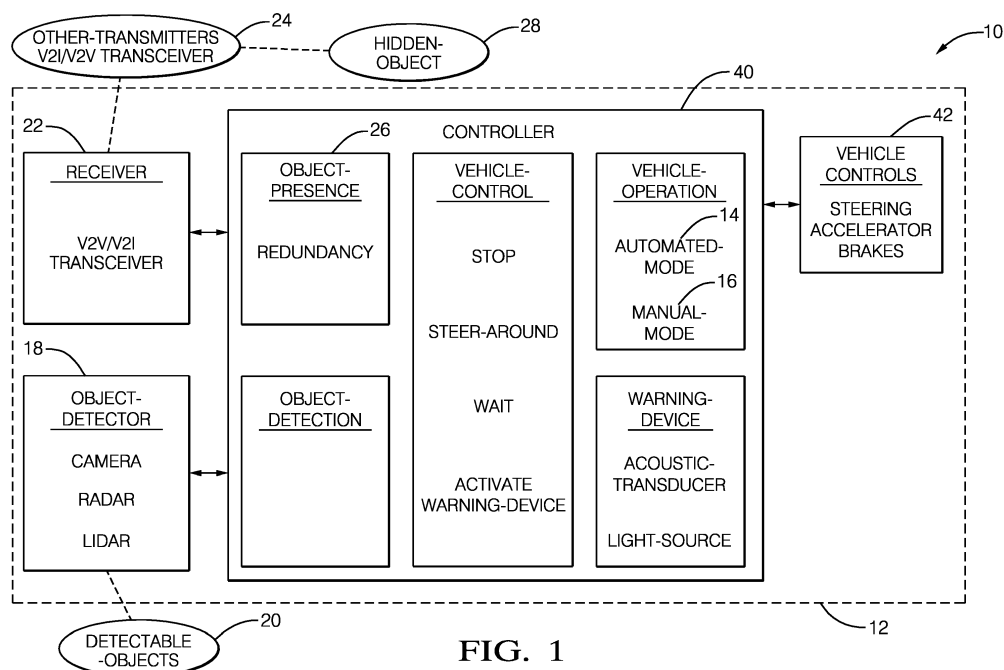 OTHER-TRANSMITTERS
V2I/V2V TRANSCEIVER
24
HIDDEN-
OBJECT
28
10
40
CONTROLLER
22
RECEIVER
V2V/V2I
TRANSCEIVER
26
OBJECT-
PRESENCE
REDUNDANCY
VEHICLE-
CONTROL
STOP
STEER-AROUND
WAIT
ACTIVATE
WARNING-DEVICE
VEHICLE-
OPERATION
14
AUTOMATED-
MODE
16
MANUAL-
MODE
42
VEHICLE
CONTROLS
STEERING
ACCELERATOR
BRAKES
18
OBJECT-
DETECTOR
CAMERA
RADAR
LIDAR
OBJECT-
DETECTION
WARNING-
DEVICE
ACOUSTIC-
TRANSDUCER
LIGHT-SOURCE
12
DETECTABLE
-OBJECTS
20
FIG. 1